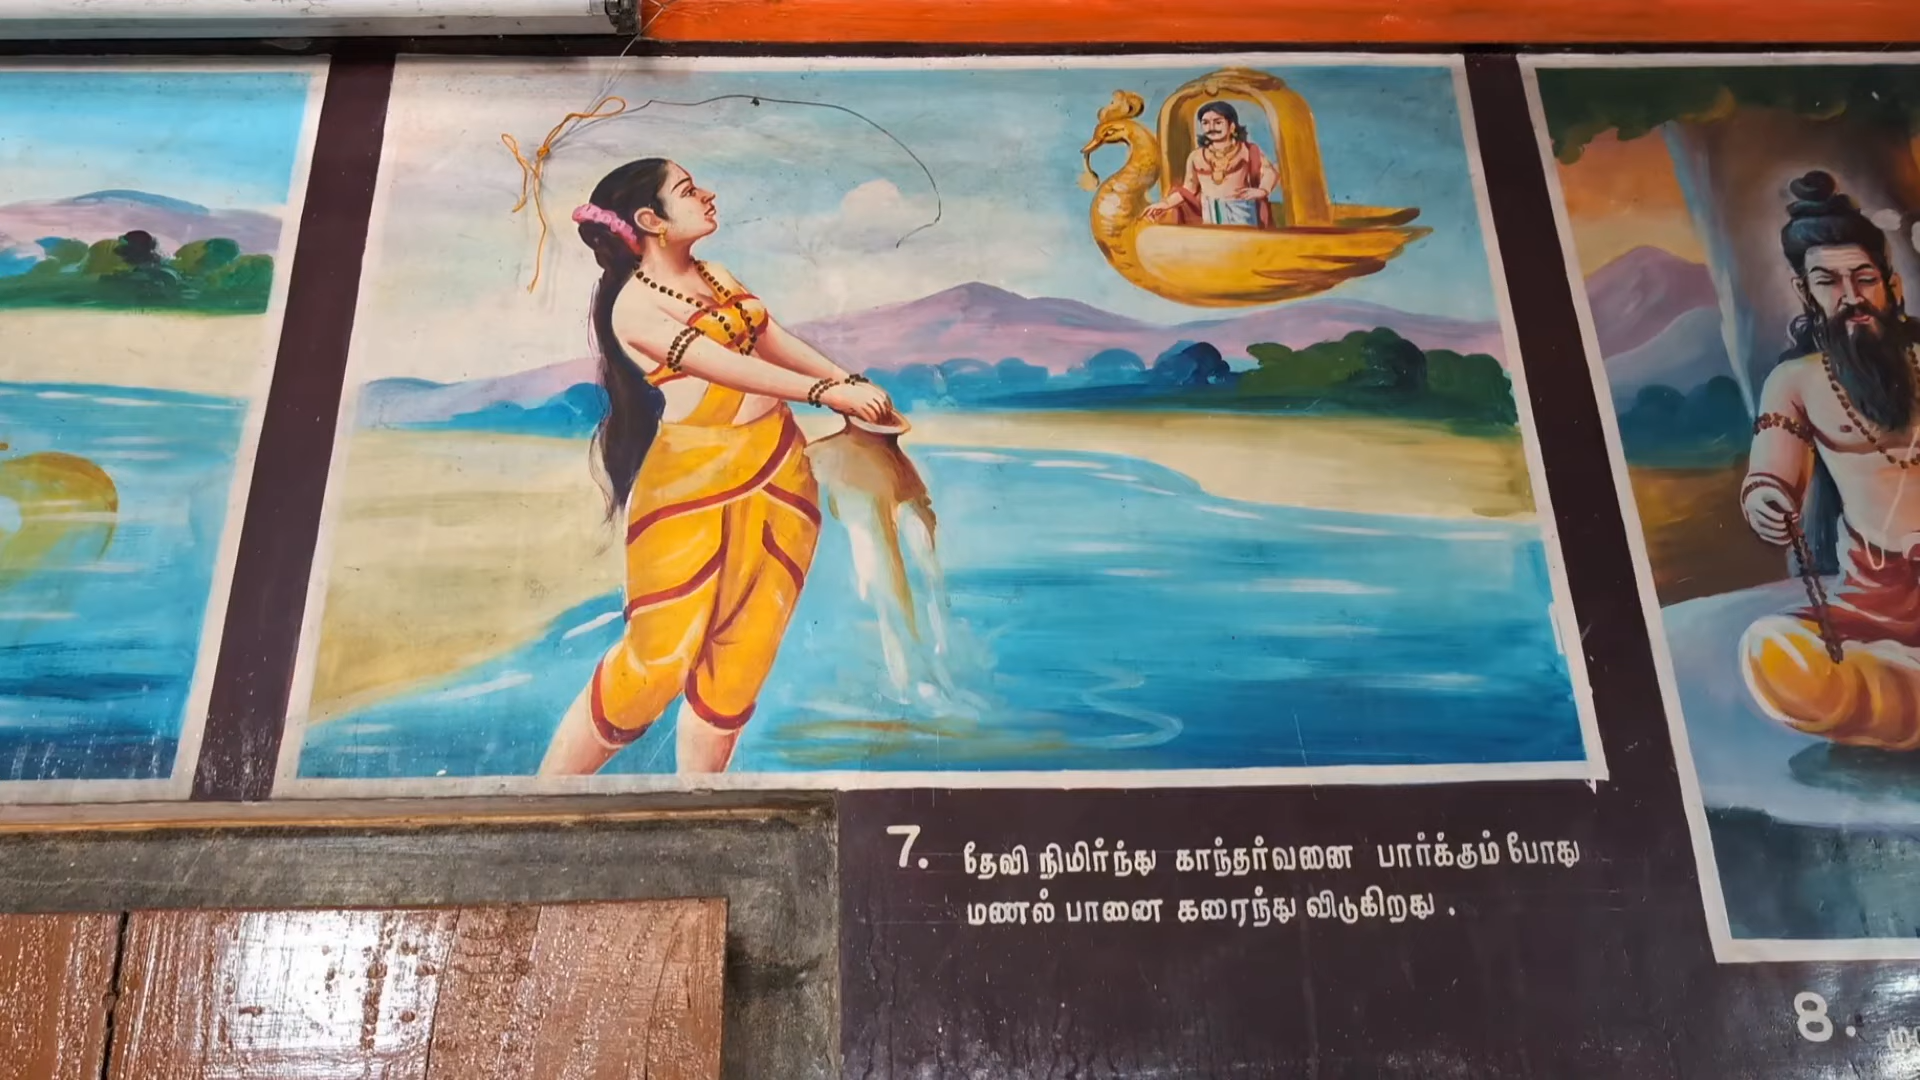 7. தேவி நிமிர்ந்து காந்தர்வனை பார்க்கும் போது
மணல் பானை கரைந்து விடுகிறது .
8.